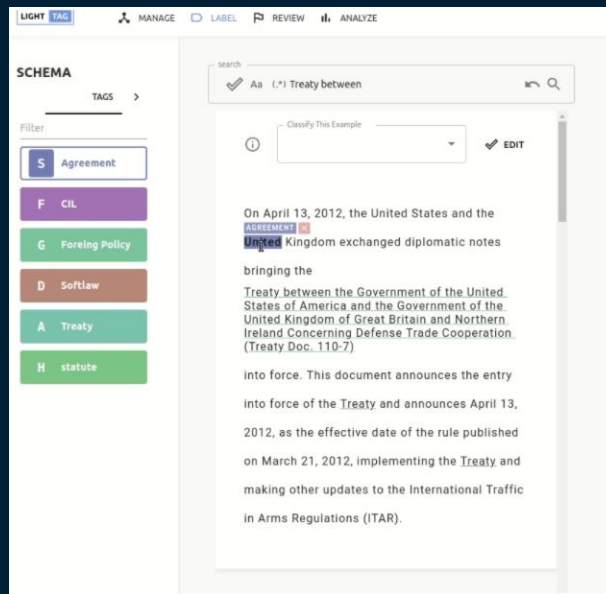 LIGHT TAG
MANAGE
LABEL
REVIEW
ANALYZE
SCHEMA
TAGS >
Filter
S Agreement
F CIL
G Foreing Policy
D Softlaw
A Treaty
H statute
search
Aa (.*) Treaty between
Classify This Example
EDIT
On April 13, 2012, the United States and the
AGREEMENT
United Kingdom exchanged diplomatic notes
bringing the
Treaty between the Government of the United
States of America and the Government of the
United Kingdom of Great Britain and Northern
Ireland Concerning Defense Trade Cooperation
(Treaty Doc. 110-7)
into force. This document announces the entry
into force of the Treaty and announces April 13,
2012, as the effective date of the rule published
on March 21, 2012, implementing the Treaty and
making other updates to the International Traffic
in Arms Regulations (ITAR).